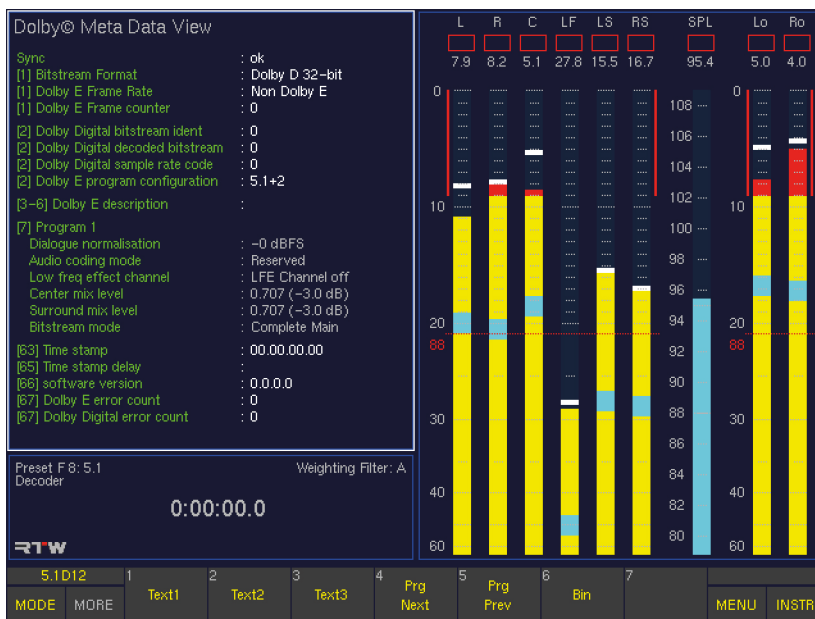 Dolby© Meta Data View
Sync : ok
[1] Bitstream Format : Dolby D 32-bit
[1] Dolby E Frame Rate : Non Dolby E
[1] Dolby E Frame counter : 0
[2] Dolby Digital bitstream ident : 0
[2] Dolby Digital decoded bitstream : 0
[2] Dolby Digital sample rate code : 0
[2] Dolby E program configuration : 5.1+2
[3-6] Dolby E description :
[7] Program 1
Dialogue normalisation : -0 dBFS
Audio coding mode : Reserved
Low freq effect channel : LFE Channel off
Center mix level : 0.707 (-3.0 dB)
Surround mix level : 0.707 (-3.0 dB)
Bitstream mode : Complete Main
[63] Time stamp : 00.00.00.00
[65] Time stamp delay :
[66] software version : 0.0.0.0
[67] Dolby E error count : 0
[67] Dolby Digital error count : 0
Preset F 8: 5.1 Weighting Filter: A
Decoder
0:00:00.0
RTW
L R C LF LS RS SPL Lo Ro
7.9 8.2 5.1 27.8 15.5 16.7 95.4 5.0 4.0
0 0
108
106
104
102
10 10
100
98
96
94
20 20
88 88
92
90
88
30 30
86
84
40 40
82
80
60 60
5.1D12 1 2 3 4 5 6 7
Text1 Text2 Text3 Prg Next Prg Prev Bin
MODE MORE MENU INSTR